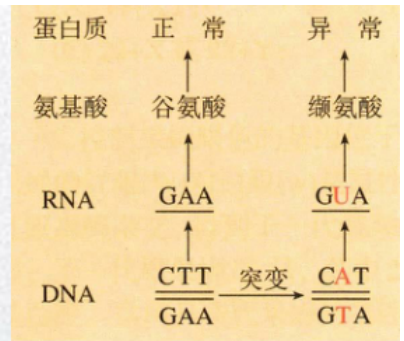 蛋白质 正 常 异 常
氨基酸 谷氨酸 缬氨酸
RNA GAA GUA
CTT 突变 CAT
DNA GAA GTA